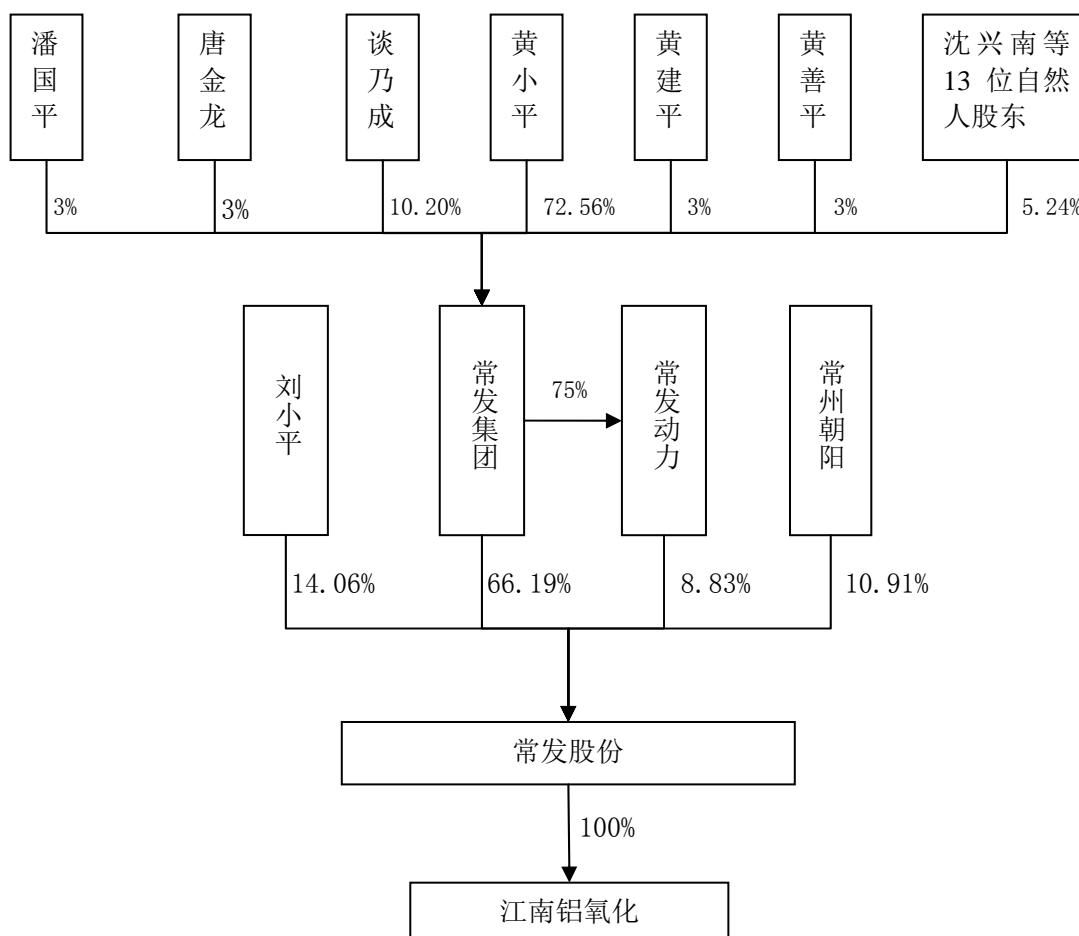 潘国平
唐金龙
谈乃成
黄小平
黄建平
黄善平
沈兴南等
13 位自然
人股东
3%
3%
10.20%
72.56%
3%
3%
5.24%
刘小平
常发集团
75%
常发动力
常州朝阳
14.06%
66.19%
8.83%
10.91%
常发股份
100%
江南铝氧化